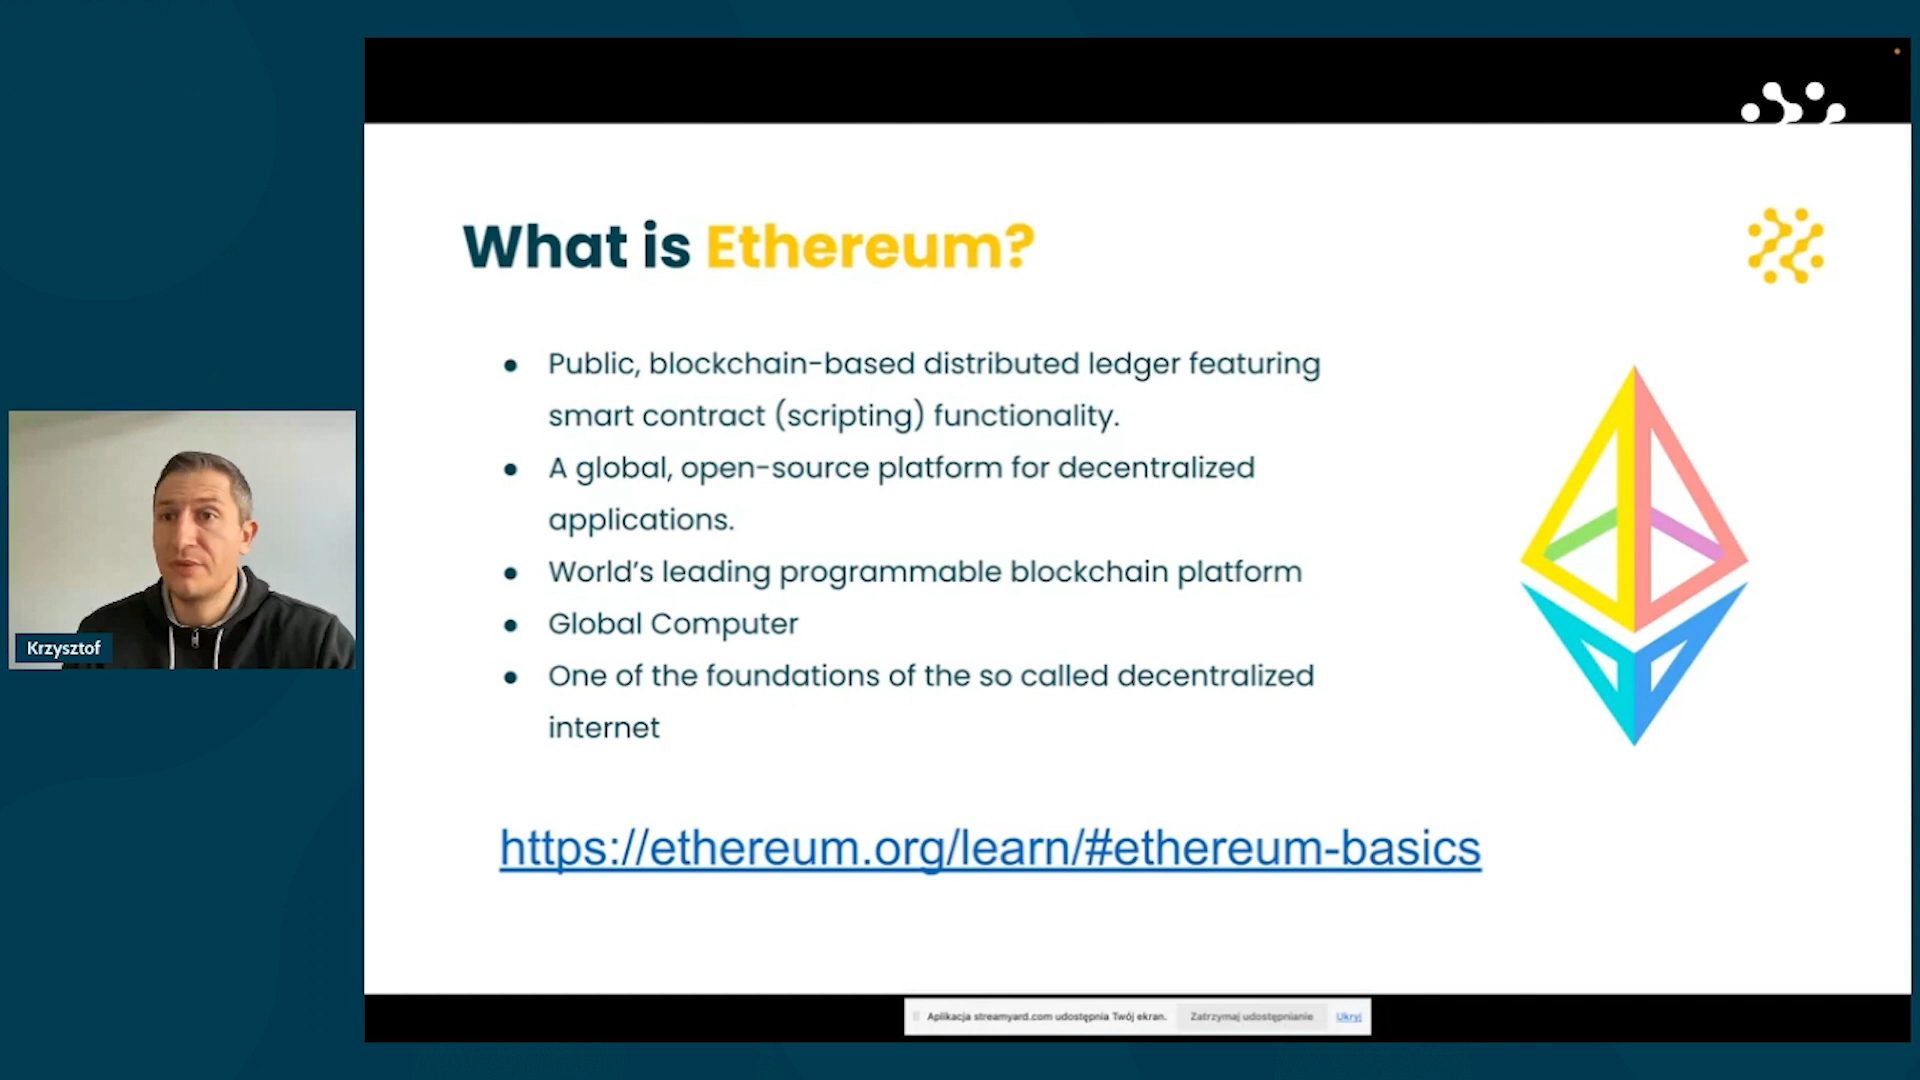 What is Ethereum?
● Public, blockchain-based distributed ledger featuring
smart contract (scripting) functionality.
● A global, open-source platform for decentralized
applications.
● World's leading programmable blockchain platform
● Global Computer
● One of the foundations of the so called decentralized
internet
https://ethereum.org/learn/#ethereum-basics
Krzysztof
Aplikacja streamyard.com udostępnia Twój ekran. Zatrzymaj udostępnianie Ukryj